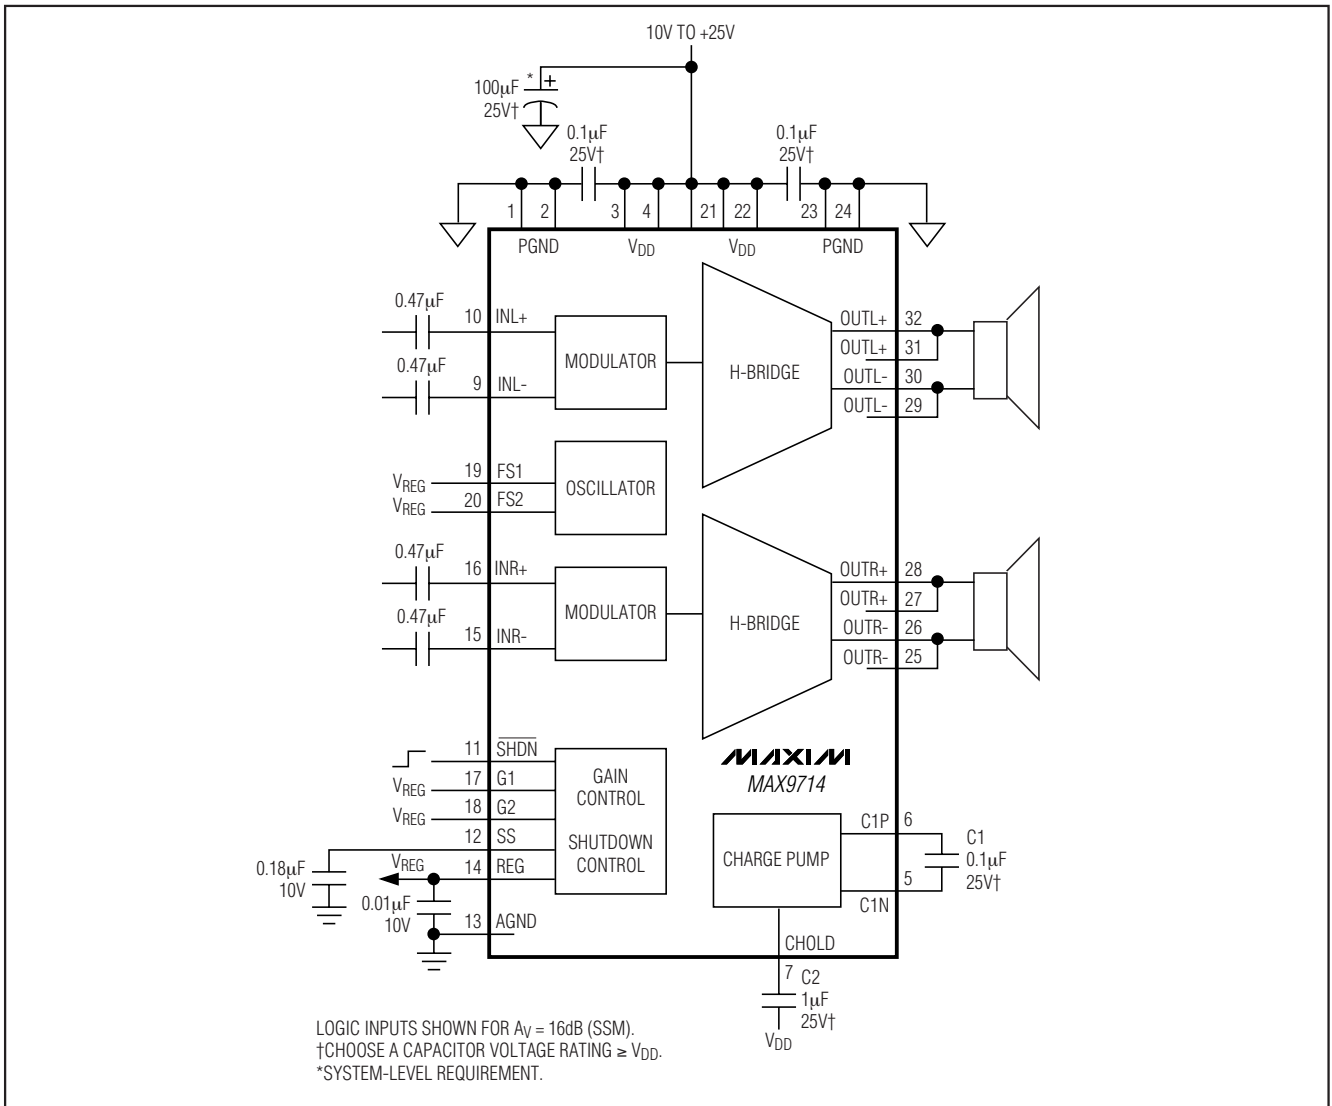 10V TO +25V
* +
100µF
25V†
0.1µF
25V†
0.1µF
25V†
1 2 3 4 21 22 23 24
PGND VDD VDD PGND
0.47µF
10 INL+
0.47µF
9 INL-
MODULATOR
H-BRIDGE
OUTL+ 32
OUTL+ 31
OUTL- 30
OUTL- 29
VREG 19 FS1
VREG 20 FS2
OSCILLATOR
0.47µF
16 INR+
0.47µF
15 INR-
MODULATOR
H-BRIDGE
OUTR+ 28
OUTR+ 27
OUTR- 26
OUTR- 25
11 SHDN
VREG 17 G1
VREG 18 G2
12 SS
VREG 14 REG
13 AGND
GAIN
CONTROL
SHUTDOWN
CONTROL
0.18µF
10V
0.01µF
10V
MAXIM
MAX9714
CHARGE PUMP
C1P 6
5
C1N
C1
0.1µF
25V†
CHOLD
7 C2
1µF
25V†
VDD
LOGIC INPUTS SHOWN FOR AV = 16dB (SSM).
†CHOOSE A CAPACITOR VOLTAGE RATING ≥ VDD.
*SYSTEM-LEVEL REQUIREMENT.